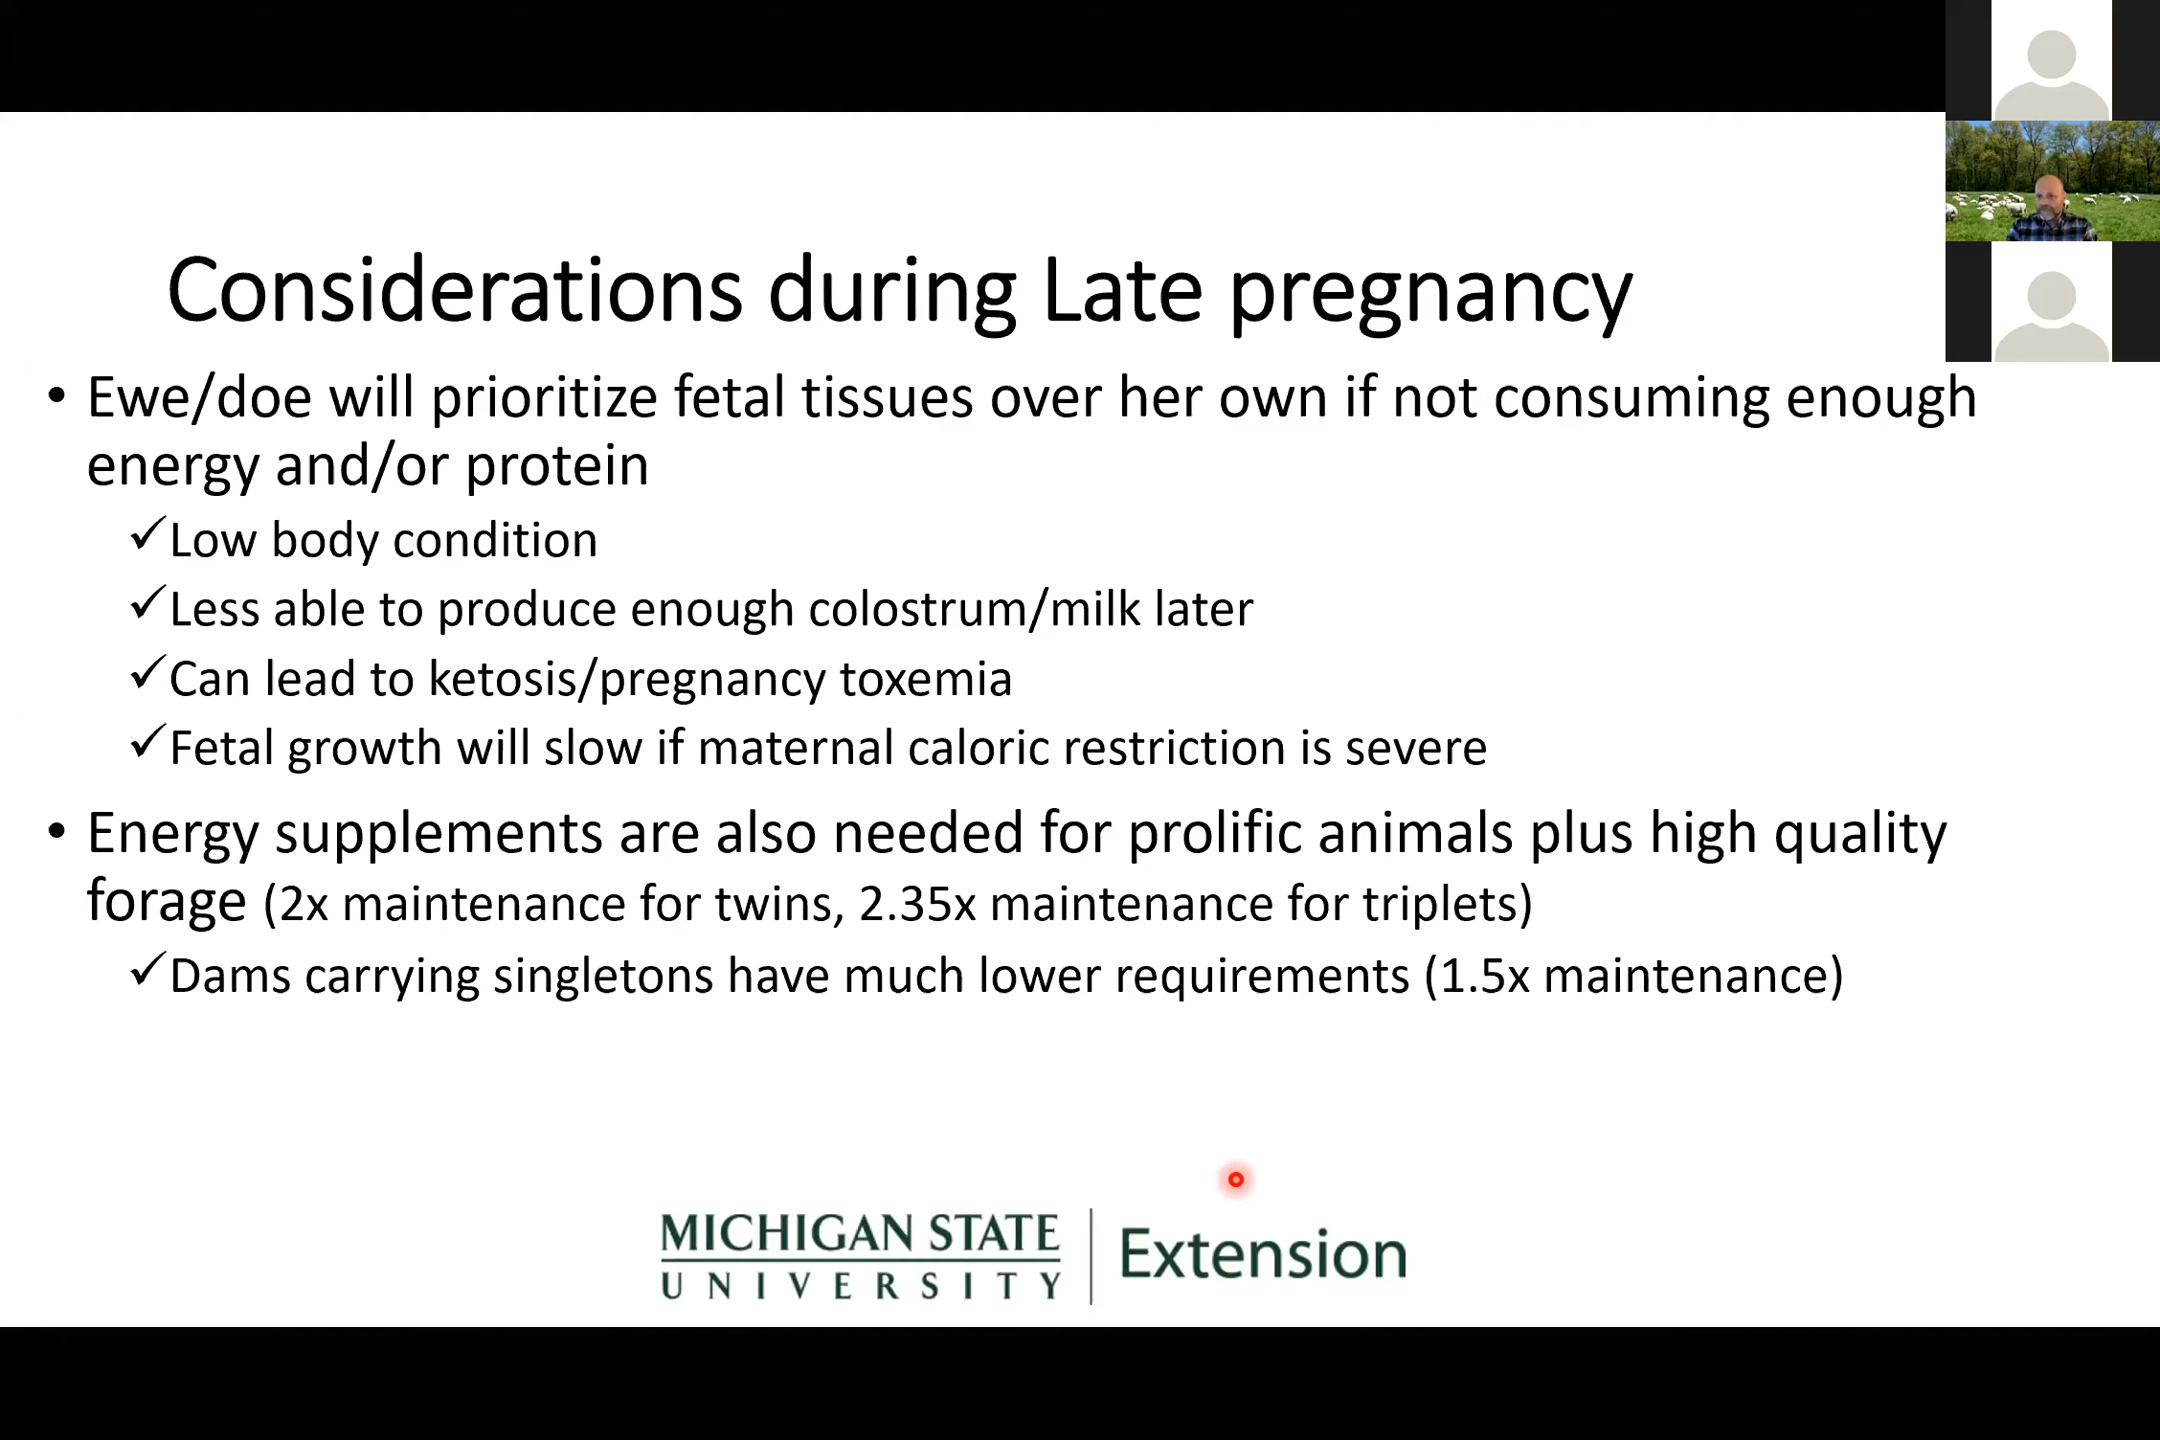 Considerations during Late pregnancy
• Ewe/doe will prioritize fetal tissues over her own if not consuming enough
energy and/or protein
✓Low body condition
✓Less able to produce enough colostrum/milk later
✓Can lead to ketosis/pregnancy toxemia
✓Fetal growth will slow if maternal caloric restriction is severe
• Energy supplements are also needed for prolific animals plus high quality
forage (2x maintenance for twins, 2.35x maintenance for triplets)
✓Dams carrying singletons have much lower requirements (1.5x maintenance)
MICHIGAN STATE
UNIVERSITY
Extension